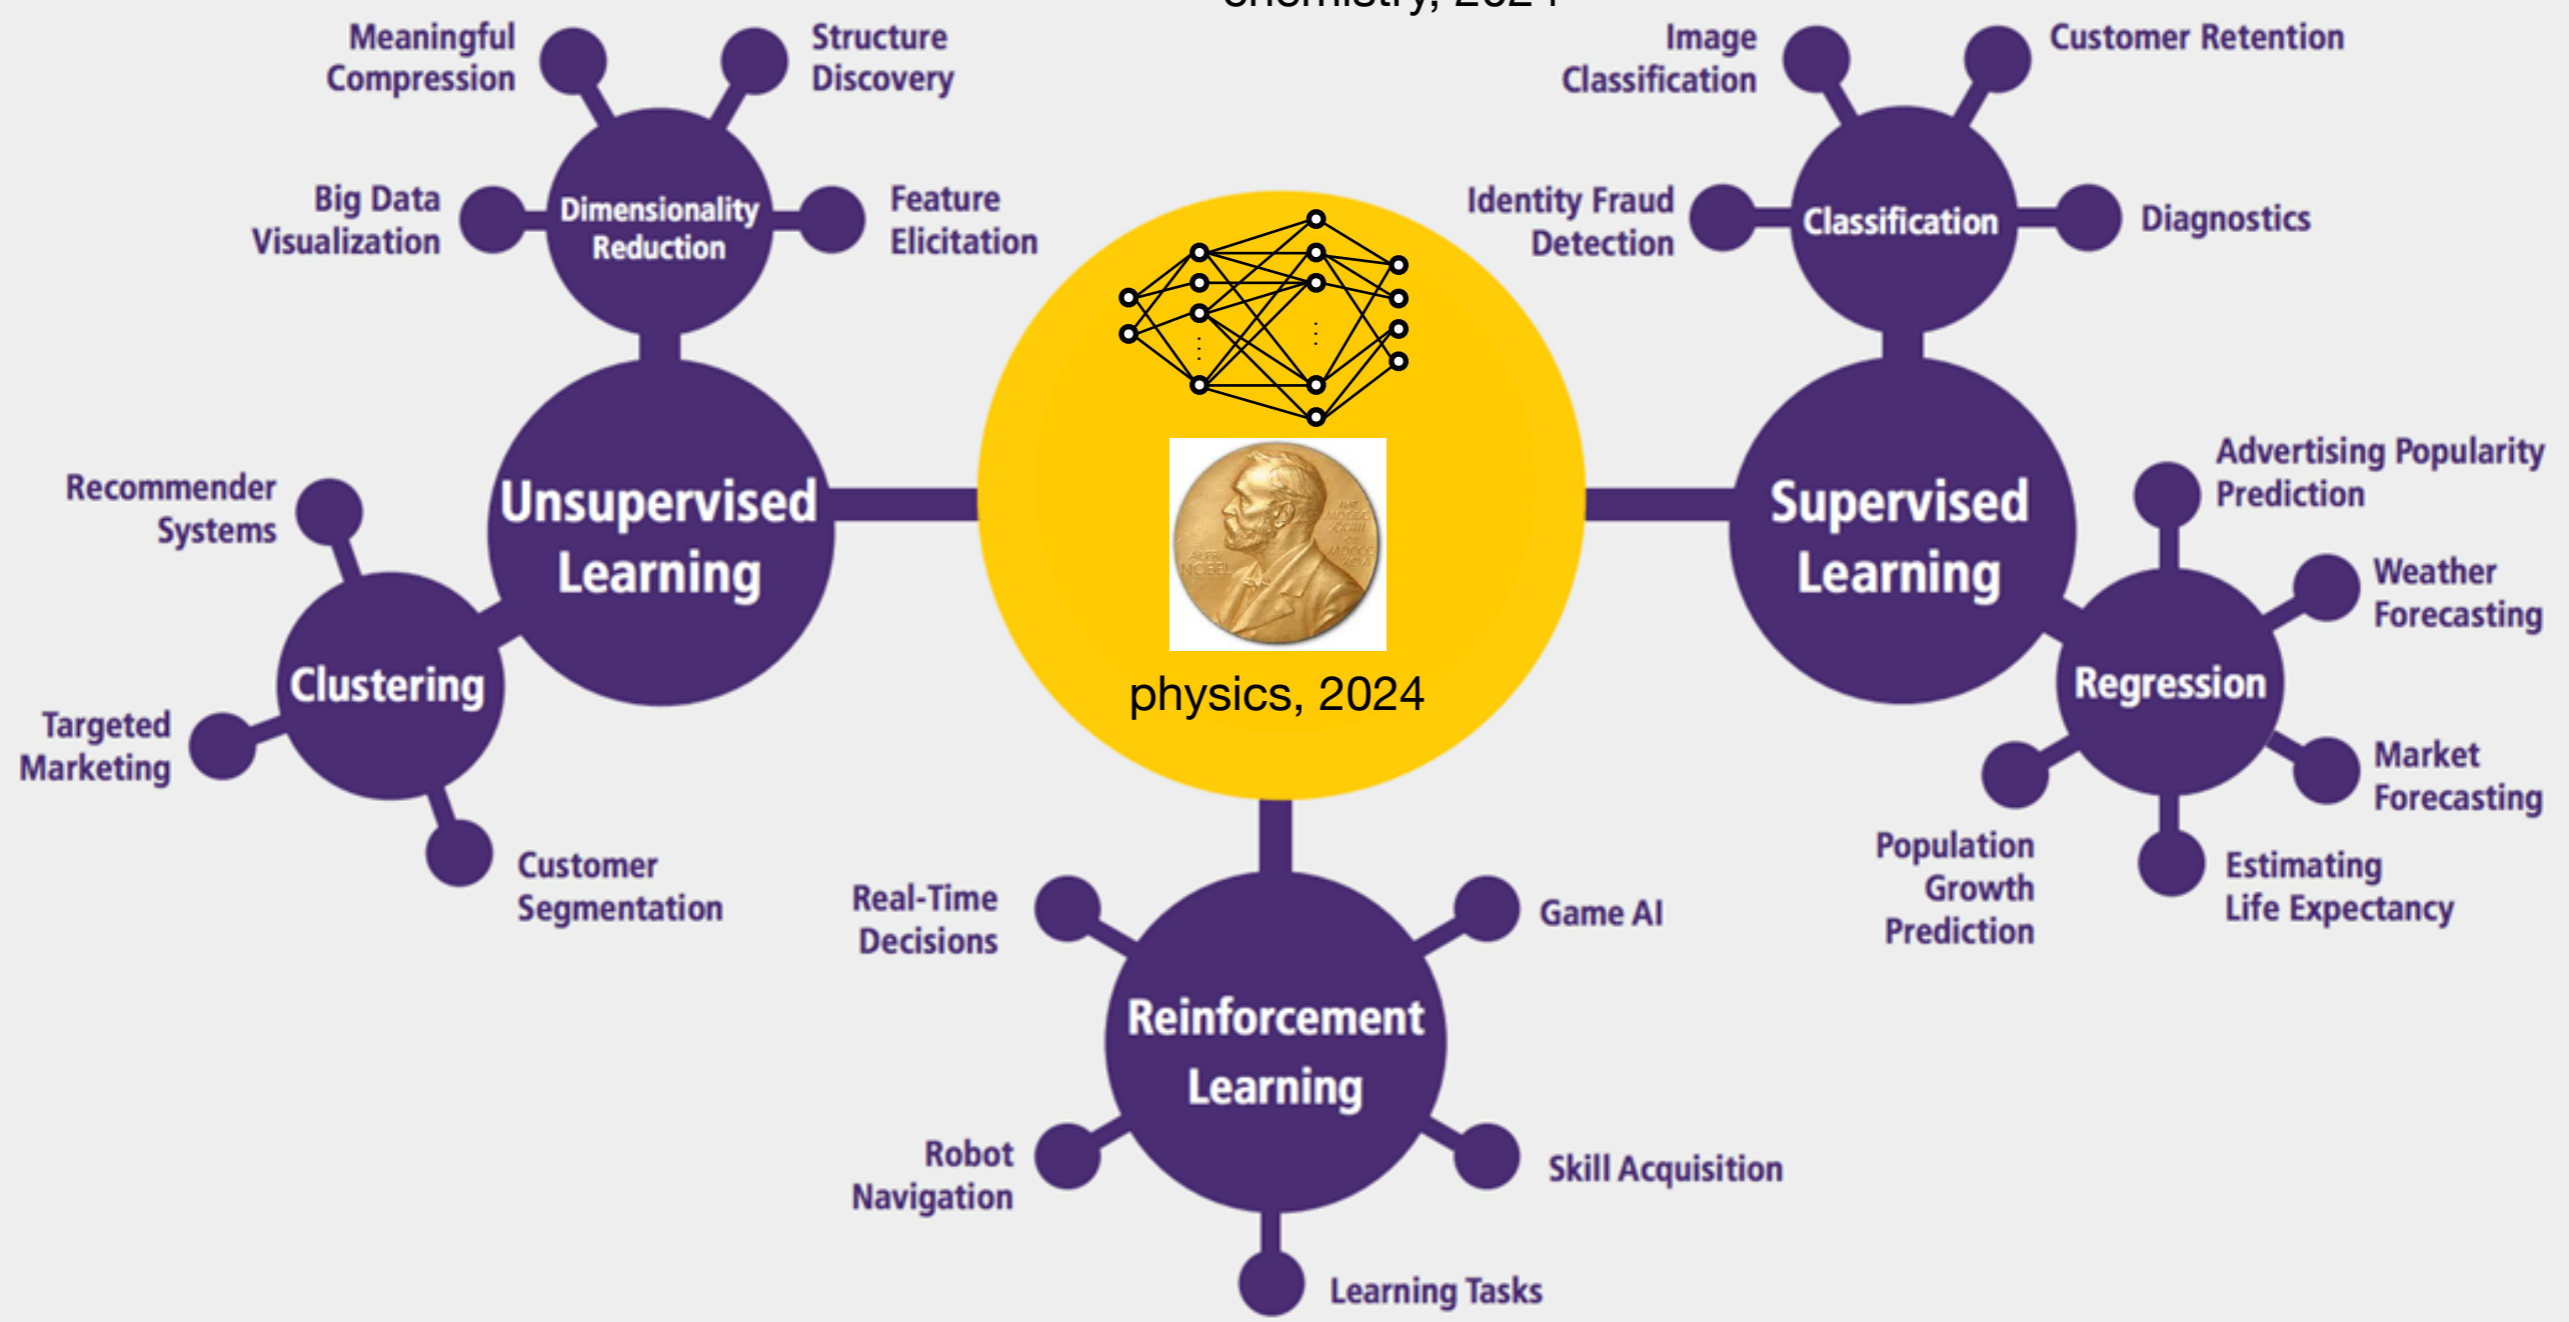 chemistry, 2024
Meaningful
Compression
Structure
Discovery
Big Data
Visualization
Dimensionality
Reduction
Feature
Elicitation
Image
Classification
Customer Retention
Identity Fraud
Detection
Classification
Diagnostics
Unsupervised
Learning
Recommender
Systems
Clustering
Targeted
Marketing
Customer
Segmentation
physics, 2024
Supervised
Learning
Advertising Popularity
Prediction
Weather
Forecasting
Regression
Market
Forecasting
Population
Growth
Prediction
Estimating
Life Expectancy
Real-Time
Decisions
Game AI
Reinforcement
Learning
Robot
Navigation
Skill Acquisition
Learning Tasks